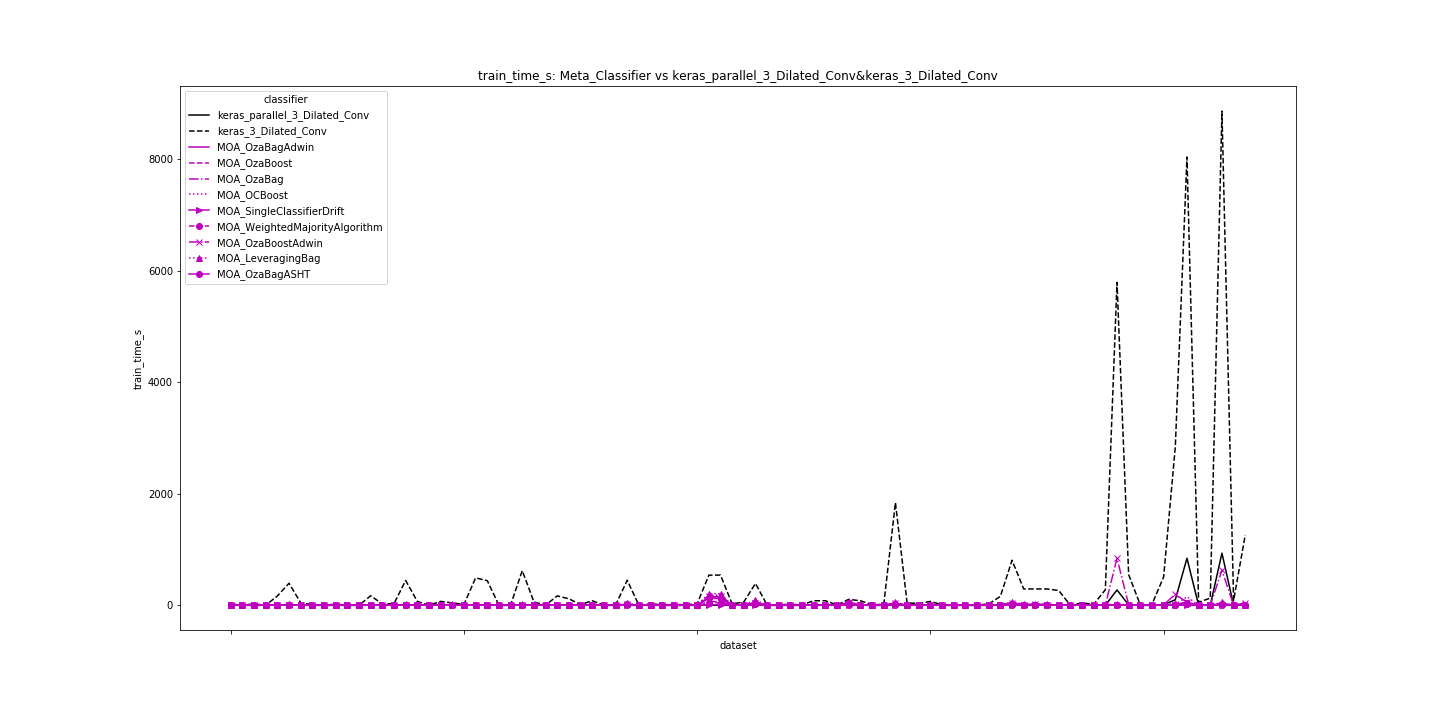 train_time_s: Meta_Classifier vs keras_parallel_3_Dilated_Conv&keras_3_Dilated_Conv
classifier
keras_parallel_3_Dilated_Conv
keras_3_Dilated_Conv
MOA_OzaBagAdwin
MOA_OzaBoost
MOA_OzaBag
MOA_OCBoost
MOA_SingleClassifierDrift
MOA_WeightedMajorityAlgorithm
MOA_OzaBoostAdwin
MOA_LeveragingBag
MOA_OzaBagASHT
8000
6000
4000
2000
0
train_time_s
dataset